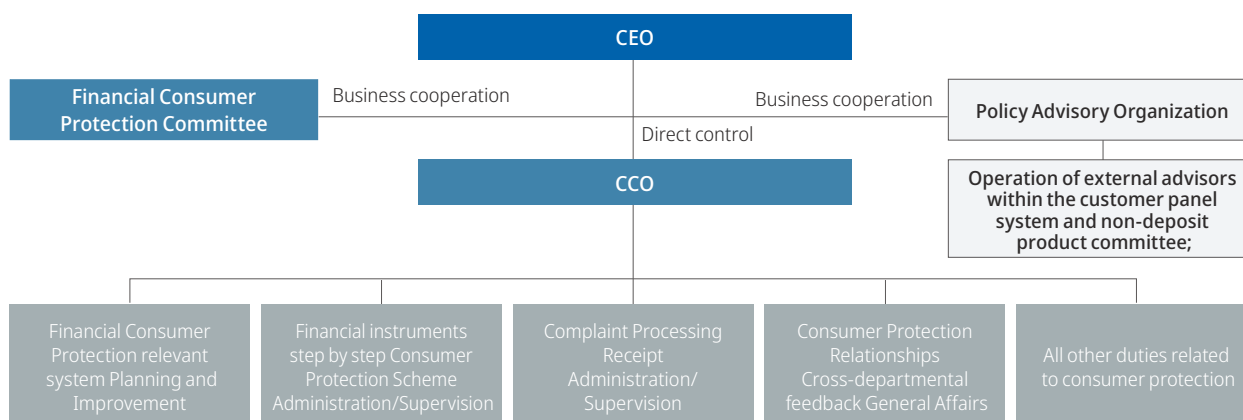 CEO
Financial Consumer
Protection Committee
Business cooperation
Business cooperation
Policy Advisory Organization
Direct control
CCO
Operation of external advisors
within the customer panel
system and non-deposit
product committee;
Financial Consumer
Protection relevant
system Planning and
Improvement
Financial instruments
step by step Consumer
Protection Scheme
Administration/Supervision
Complaint Processing
Receipt
Administration/
Supervision
Consumer Protection
Relationships
Cross-departmental
feedback General Affairs
All other duties related
to consumer protection